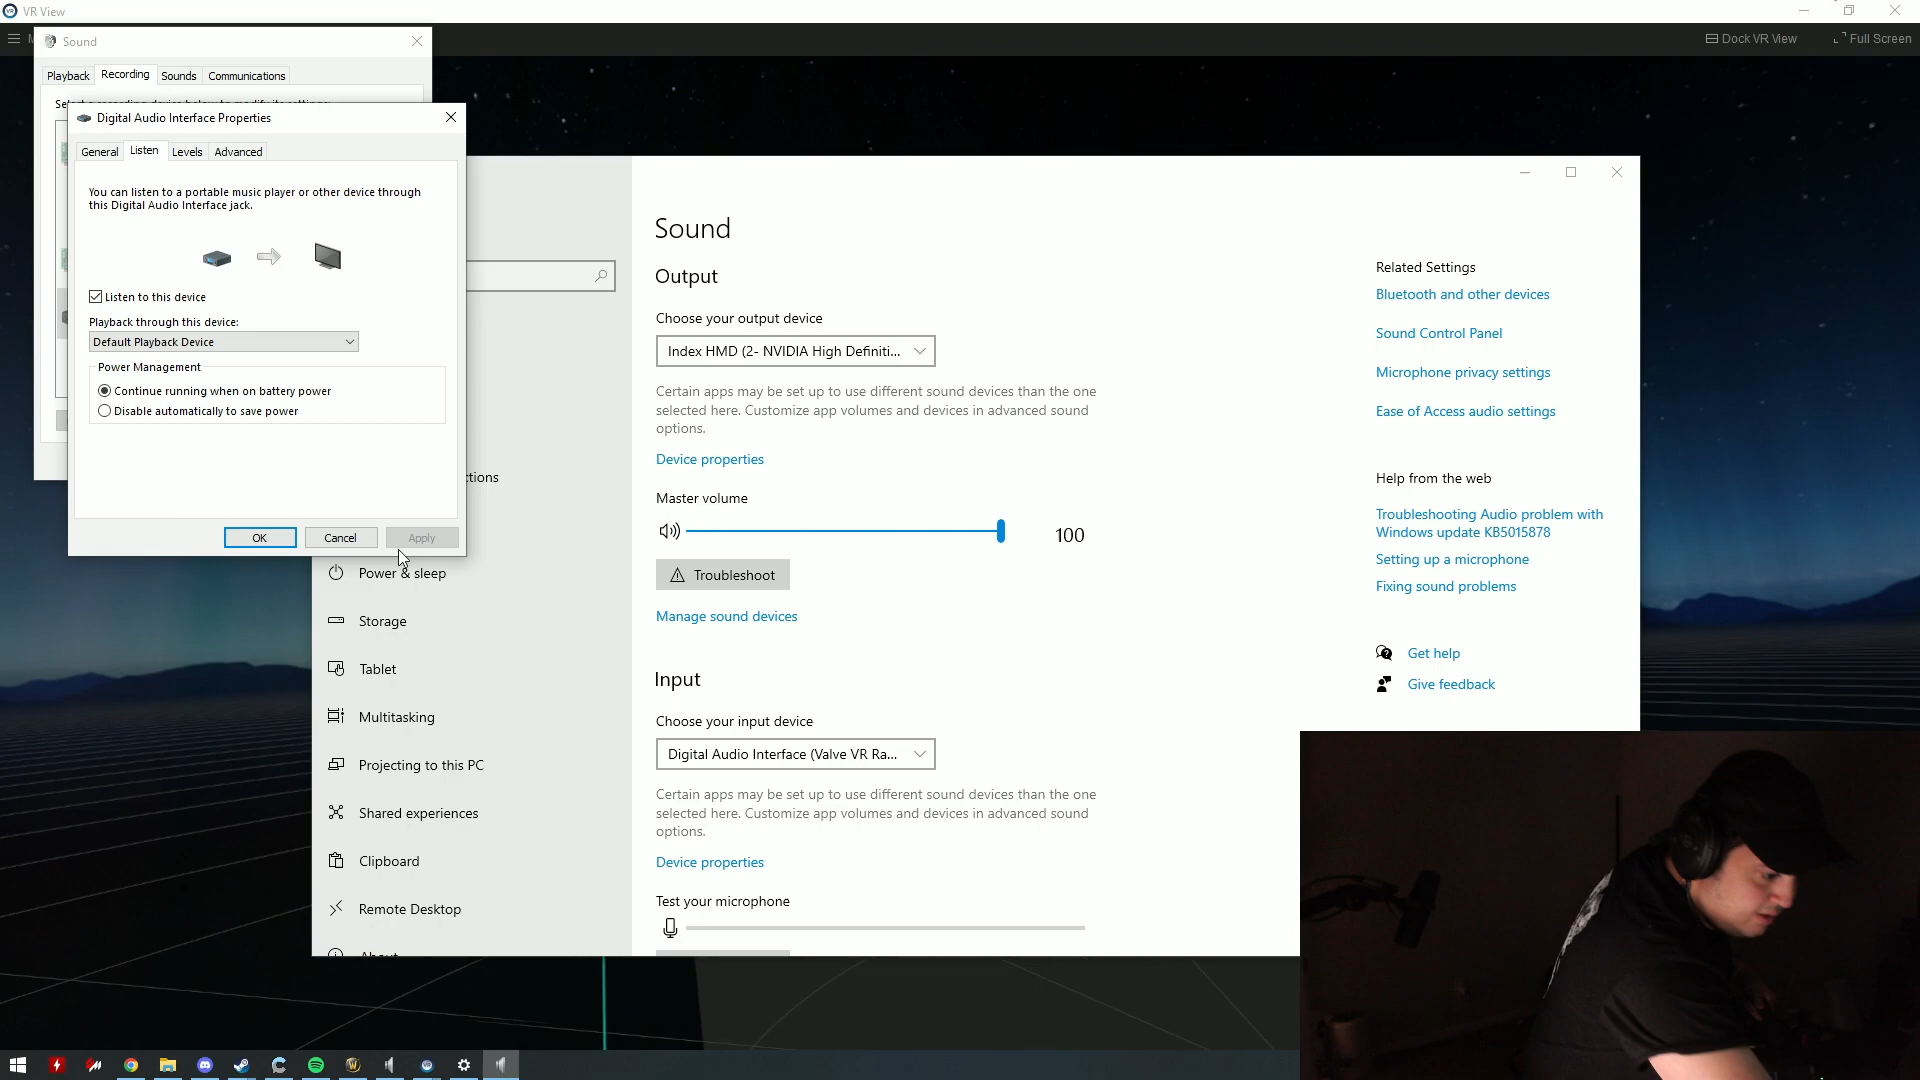 VR View
Dock VR View
Full Screen
Sound
Playback
Recording
Sounds
Communications
Digital Audio Interface Properties
General
Listen
Levels
Advanced
You can listen to a portable music player or other device through
this Digital Audio Interface jack.
Listen to this device
Playback through this device:
Default Playback Device
Power Management
Continue running when on battery power
Disable automatically to save power
OK
Cancel
Apply
Power & sleep
Storage
Tablet
Multitasking
Projecting to this PC
Shared experiences
Clipboard
Remote Desktop
Sound
Output
Choose your output device
Index HMD (2- NVIDIA High Definiti...
Certain apps may be set up to use different sound devices than the one
selected here. Customize app volumes and devices in advanced sound
options.
Device properties
Master volume
100
Troubleshoot
Manage sound devices
Input
Choose your input device
Digital Audio Interface (Valve VR Ra...
Certain apps may be set up to use different sound devices than the one
selected here. Customize app volumes and devices in advanced sound
options.
Device properties
Test your microphone
Related Settings
Bluetooth and other devices
Sound Control Panel
Microphone privacy settings
Ease of Access audio settings
Help from the web
Troubleshooting Audio problem with
Windows update KB5015878
Setting up a microphone
Fixing sound problems
Get help
Give feedback